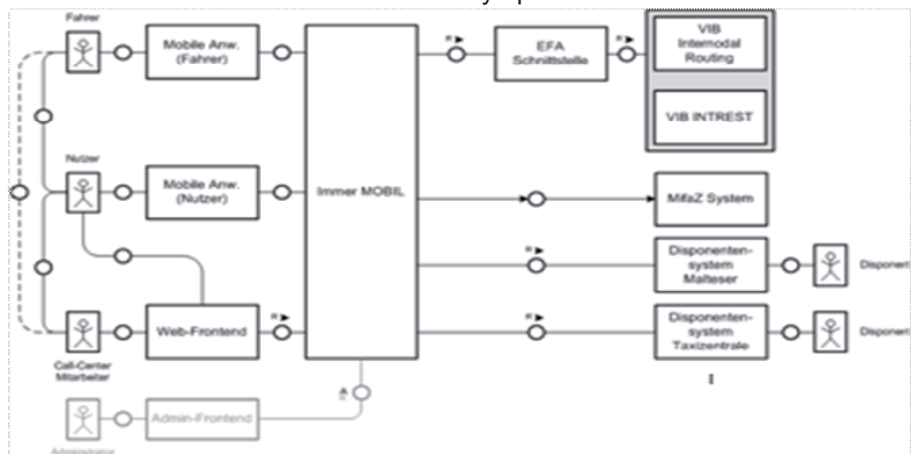 Fahrer
Mobile Anw.
(Fahrer)
R
EFA
Schnittstelle
R
VIB
Intermodal
Routing
VIB INTREST
Nutzer
Mobile Anw.
(Nutzer)
Immer MOBIL
MifaZ System
R
Disponenten-
system
Malteser
Disponent
Call-Center
Mitarbeiter
Web-Frontend
R
R
Disponenten-
system
Taxizentrale
Disponent
Admin-Frontend
A
Administrator